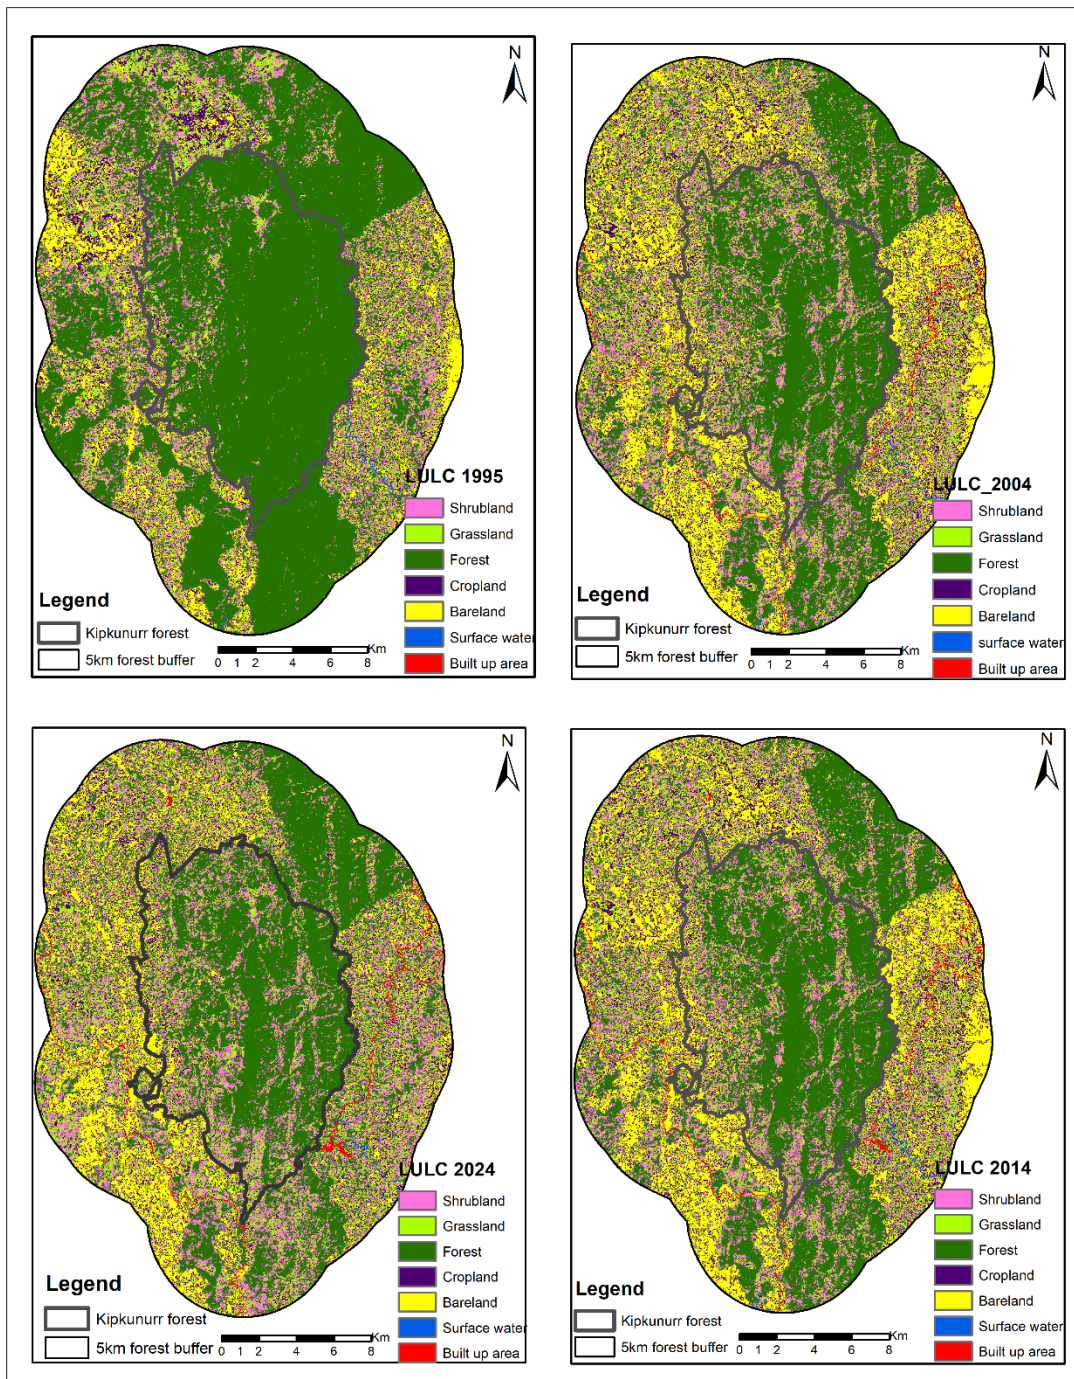 N
LULC 1995
Shrubland
Grassland
Forest
Cropland
Bareland
Surface water
Built up area
Legend
Kipkunurr forest
5km forest buffer
Km
0 1 2 4 6 8
N
LULC_2004
Shrubland
Grassland
Forest
Cropland
Bareland
surface water
Built up area
Legend
Kipkunurr forest
5km forest buffer
Km
0 1 2 4 6 8
N
LULC 2024
Shrubland
Grassland
Forest
Cropland
Bareland
Surface water
Built up area
Legend
Kipkunurr forest
5km forest buffer
Km
0 1 2 4 6 8
N
LULC 2014
Shrubland
Grassland
Forest
Cropland
Bareland
Surface water
Built up area
Legend
Kipkunurr forest
5km forest buffer
Km
0 1 2 4 6 8